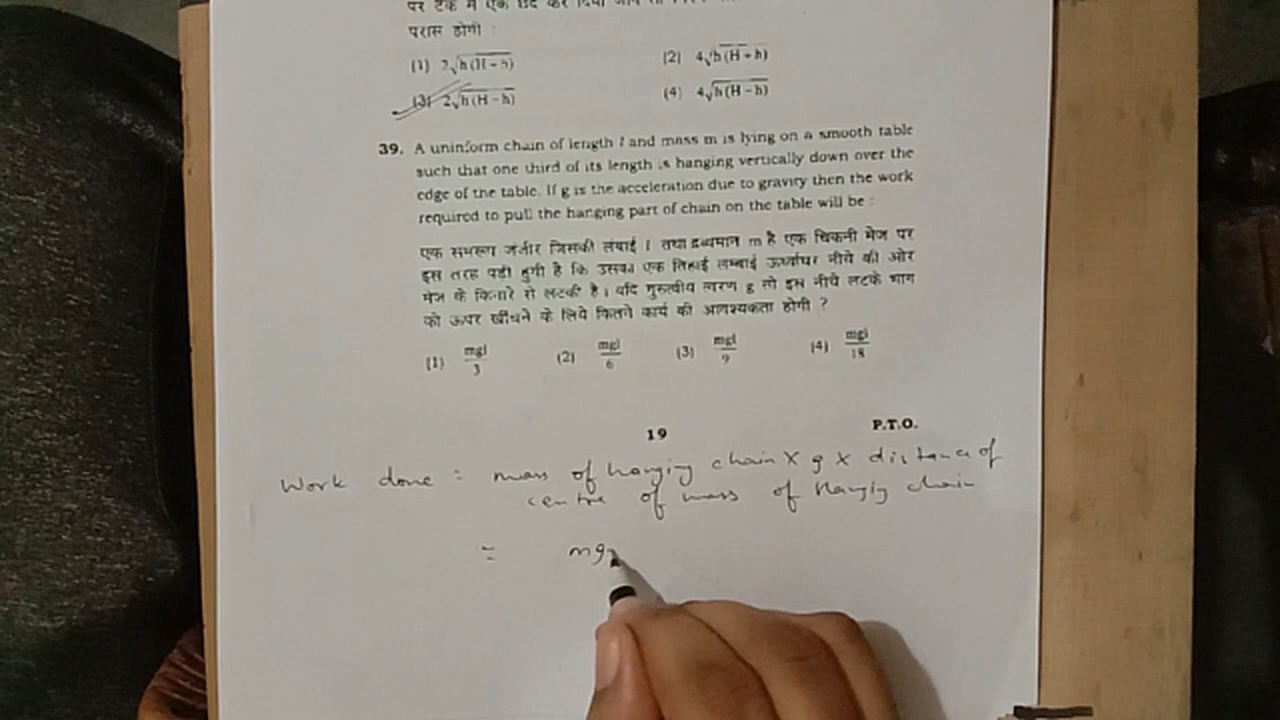 पर टैंक में एक छेद कर दिया जाये तो
परास होगी :
(1) 2√h(H-h) (2) 4√h(H+h)
(3) 2√h(H-h) (4) 4√h(H-h)
39. A uninform chain of length l and mass m is lying on a smooth table
such that one third of its length is hanging vertically down over the
edge of the table. If g is the acceleration due to gravity then the work
required to pull the hanging part of chain on the table will be :
एक समरूप जंजीर जिसकी लंबाई l तथा द्रव्यमान m है एक चिकनी मेज पर
इस तरह पडी हुगी है कि उसका एक तिहाई लम्बाई ऊर्ध्वाधर नीचे की ओर
मेज के किनारे से लटकी है। यदि गुरुत्वीय त्वरण g तो इस नीचे लटके भाग
को ऊपर खींचने के लिये कितने कार्य की आवश्यकता होगी ?
(1) mgl/3 (2) mgl/6 (3) mgl/9 (4) mgl/18
19 P.T.O.
Work done = mass of hanging chain X g X distance of
centre of mass of Hangig chain
= mg